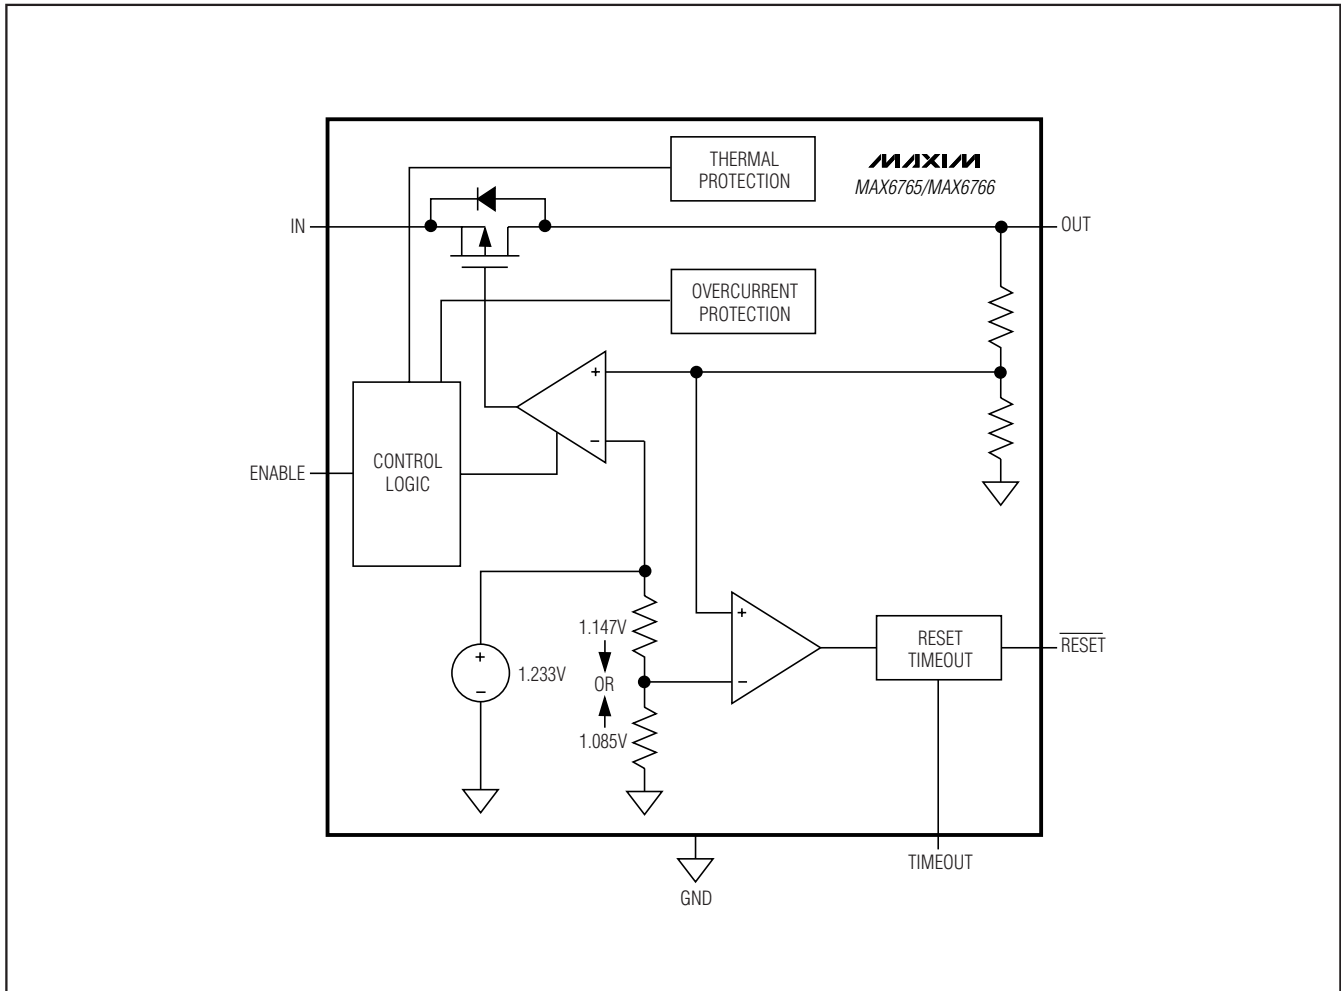 THERMAL
PROTECTION
MAXIM
MAX6765/MAX6766
IN
OUT
OVERCURRENT
PROTECTION
+
−
ENABLE
CONTROL
LOGIC
1.147V
OR
1.085V
+
−
1.233V
+
−
RESET
TIMEOUT
RESET
TIMEOUT
GND